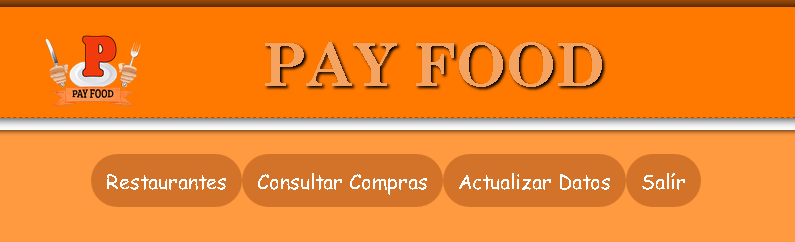 P
PAY FOOD
PAY FOOD
Restaurantes Consultar Compras Actualizar Datos Salír